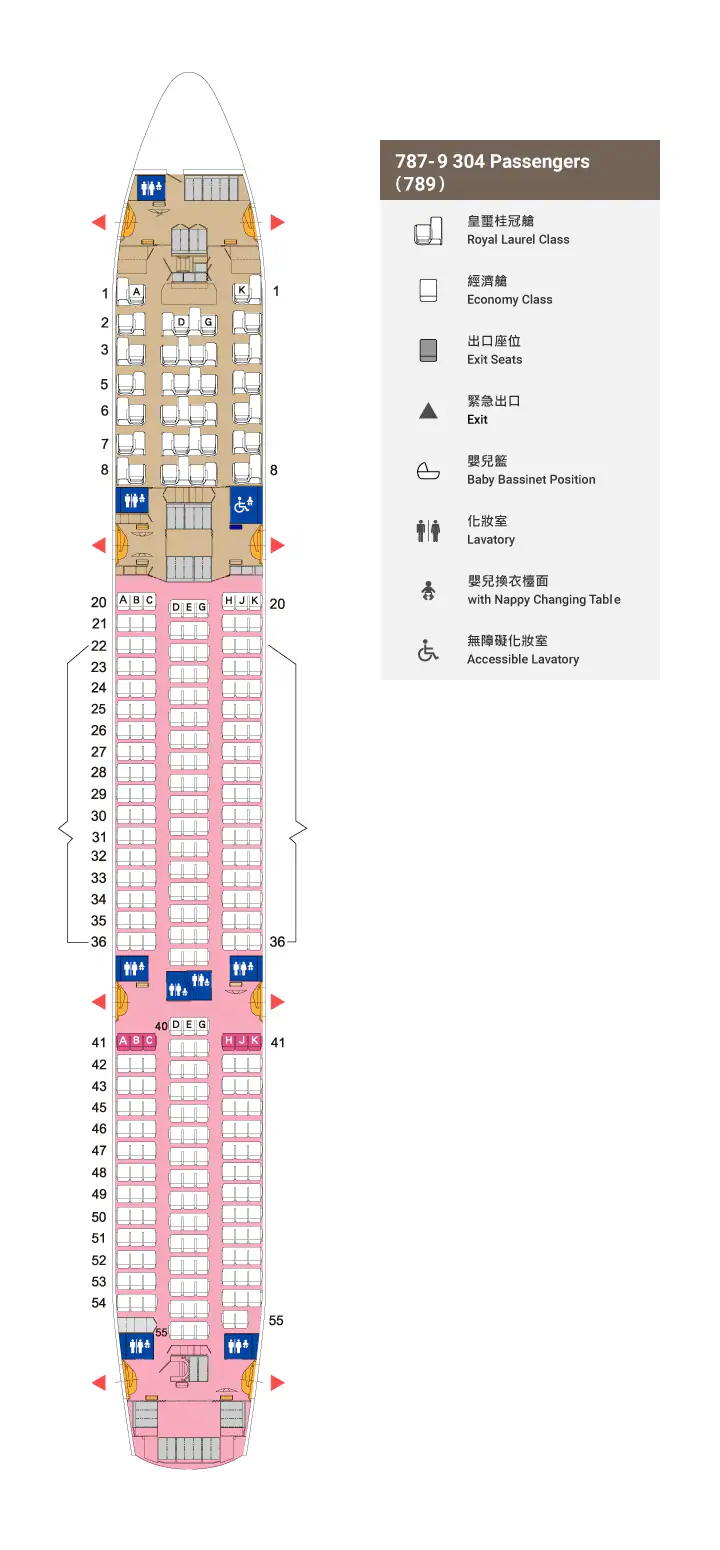 787-9 304 Passengers
(789)
皇璽桂冠艙
Royal Laurel Class
經濟艙
Economy Class
出口座位
Exit Seats
緊急出口
Exit
嬰兒籃
Baby Bassinet Position
化妝室
Lavatory
嬰兒換衣檯面
with Nappy Changing Table
無障礙化妝室
Accessible Lavatory
1 A K 1
2 D G
3
5
6
7
8 8
20 A B C D E G H J K 20
21
22
23
24
25
26
27
28
29
30
31
32
33
34
35
36 36
40 D E G
41 A B C H J K 41
42
43
45
46
47
48
49
50
51
52
53
54
55 55